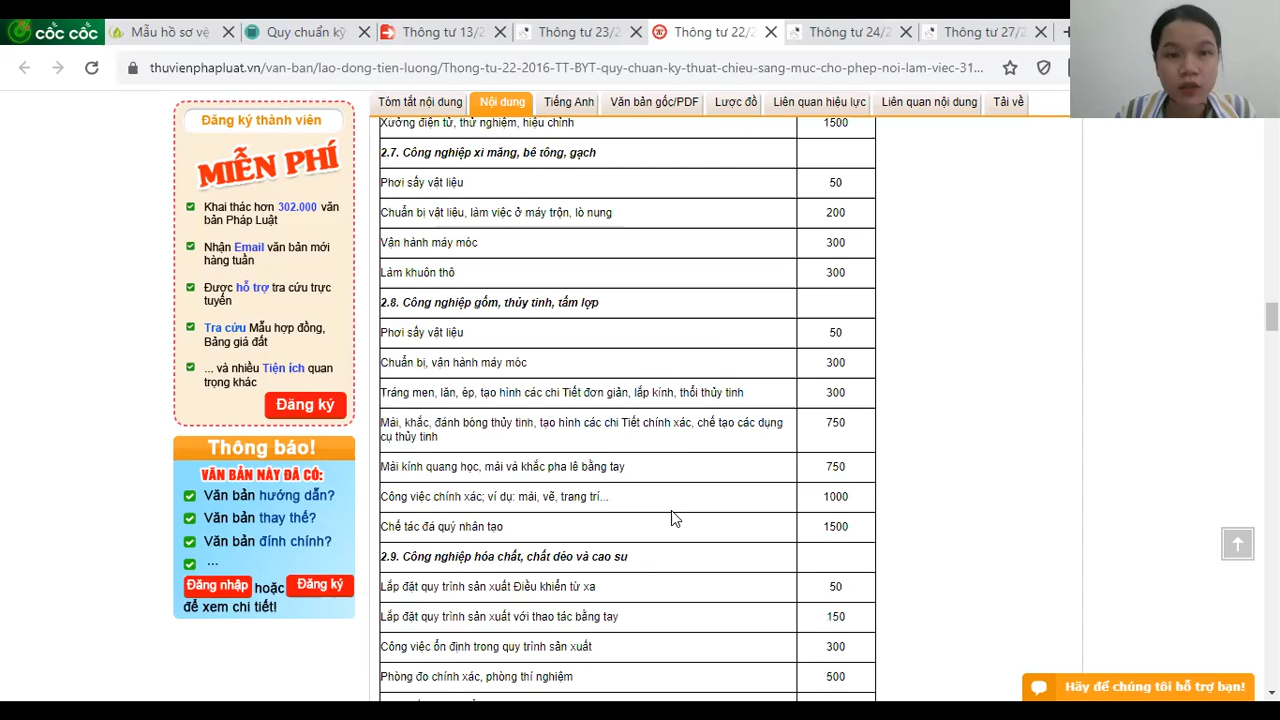 cốc cốc
Mẫu hồ sơ vệ
Quy chuẩn kỹ
Thông tư 13/2
Thông tư 23/2
Thông tư 22/2
Thông tư 24/2
Thông tư 27/2
thuvienphapluat.vn/van-ban/lao-dong-tien-luong/Thong-tu-22-2016-TT-BYT-quy-chuan-ky-thuat-chieu-sang-muc-cho-phep-noi-lam-viec-31...
Tóm tắt nội dung
Nội dung
Tiếng Anh
Văn bản gốc/PDF
Lược đồ
Liên quan hiệu lực
Liên quan nội dung
Tải về
Đăng ký thành viên
MIỄN PHÍ
Khai thác hơn 302.000 văn
bản Pháp Luật
Nhận Email văn bản mới
hàng tuần
Được hỗ trợ tra cứu trực
tuyến
Tra cứu Mẫu hợp đồng,
Bảng giá đất
... và nhiều Tiện ích quan
trọng khác
Đăng ký
Thông báo!
VĂN BẢN NÀY ĐÃ CÓ:
Văn bản hướng dẫn?
Văn bản thay thế?
Văn bản đính chính?
...
Đăng nhập hoặc Đăng ký
để xem chi tiết!
Xưởng điện tử, thử nghiệm, hiệu chỉnh 1500
2.7. Công nghiệp xi măng, bê tông, gạch
Phơi sấy vật liệu 50
Chuẩn bị vật liệu, làm việc ở máy trộn, lò nung 200
Vận hành máy móc 300
Làm khuôn thô 300
2.8. Công nghiệp gốm, thủy tinh, tấm lợp
Phơi sấy vật liệu 50
Chuẩn bị, vận hành máy móc 300
Tráng men, lăn, ép, tạo hình các chi Tiết đơn giản, lắp kính, thổi thủy tinh 300
Mài, khắc, đánh bóng thủy tinh, tạo hình các chi Tiết chính xác, chế tạo các dụng 750
cụ thủy tinh
Mài kính quang học, mài và khắc pha lê bằng tay 750
Công việc chính xác; ví dụ: mài, vẽ, trang trí... 1000
Chế tác đá quý nhân tạo 1500
2.9. Công nghiệp hóa chất, chất dẻo và cao su
Lắp đặt quy trình sản xuất Điều khiển từ xa 50
Lắp đặt quy trình sản xuất với thao tác bằng tay 150
Công việc ổn định trong quy trình sản xuất 300
Phòng đo chính xác, phòng thí nghiệm 500
Hãy để chúng tôi hỗ trợ bạn!